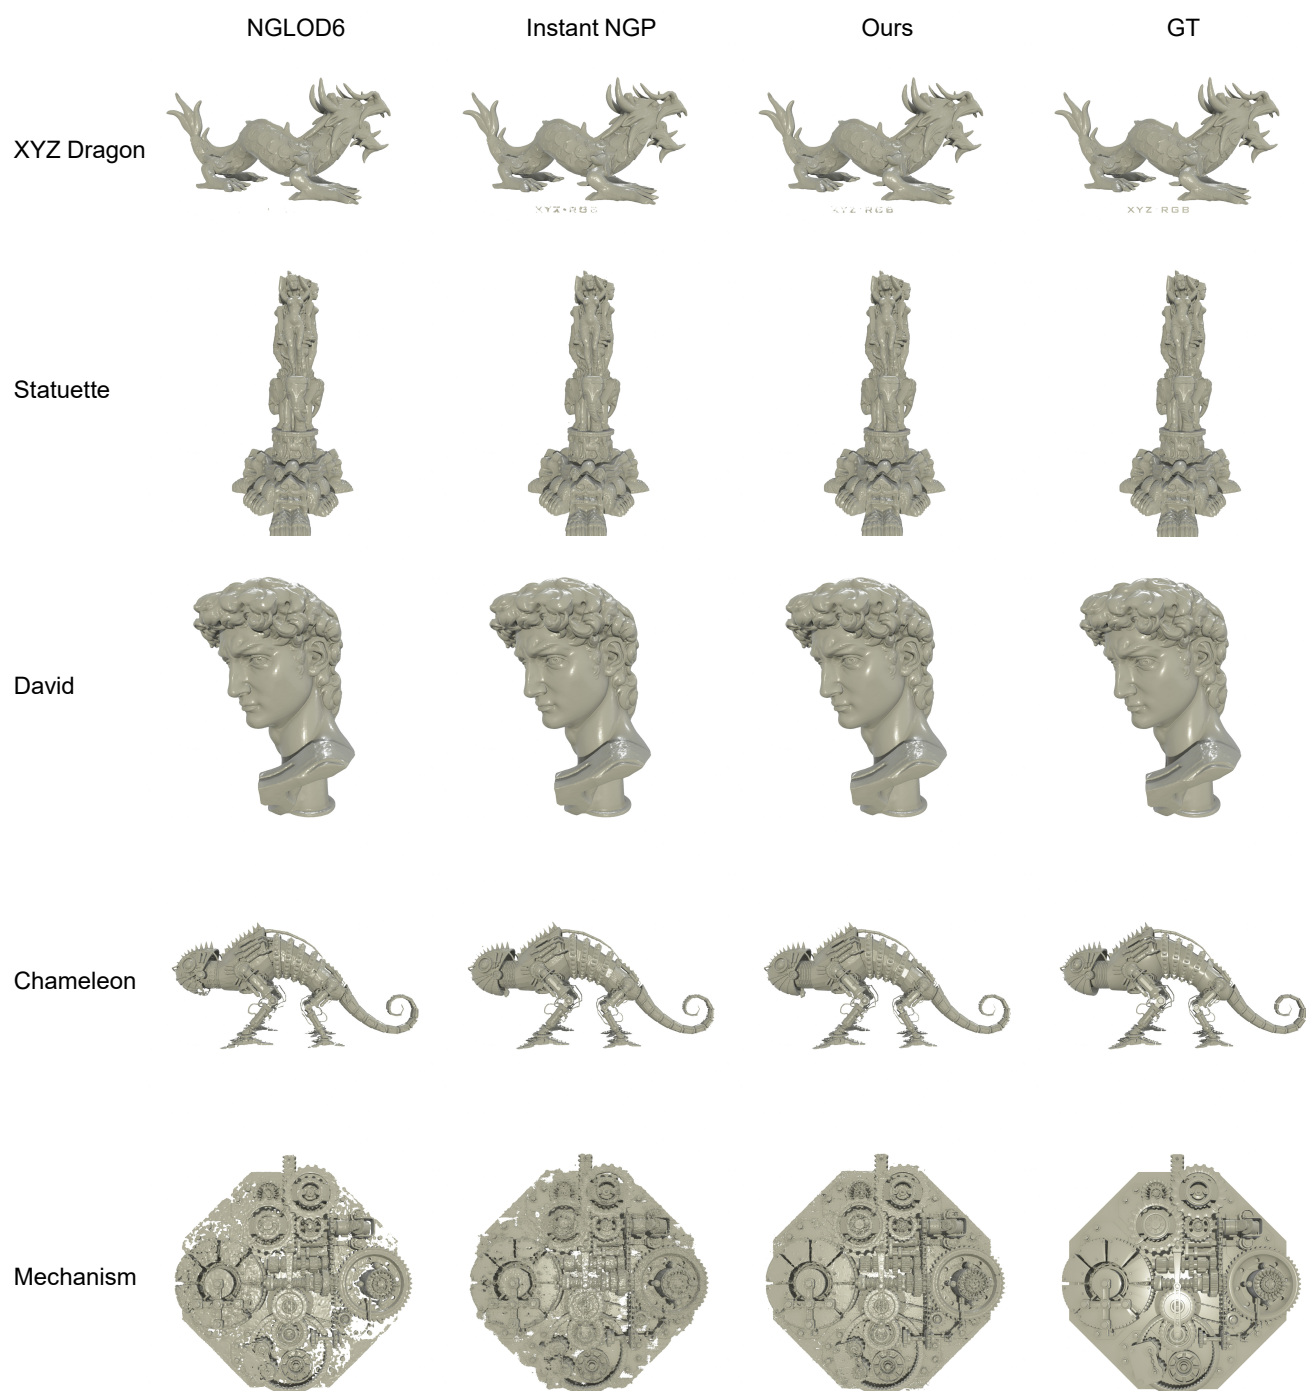 NGLOD6 Instant NGP Ours GT
XYZ Dragon
XYZ RGB
Statuette
David
Chameleon
Mechanism